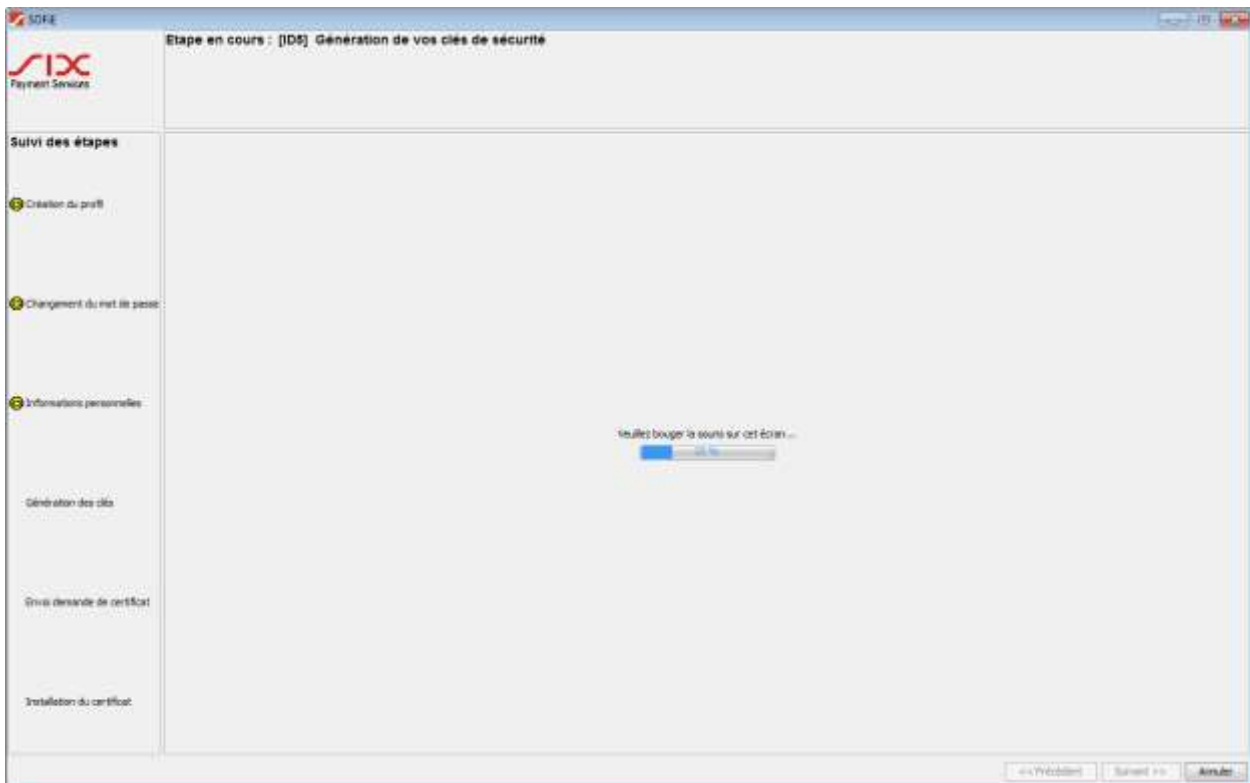 SOFiE
Etape en cours : [ID5] Génération de vos clés de sécurité
SIX
Payment Services
Suivi des étapes
Création du profil
Changement du mot de passe
Informations personnelles
Veuillez bouger la souris sur cet écran ...
Génération des clés
Envoi demande de certificat
Installation du certificat
<< Précédent
Suivant >>
Annuler